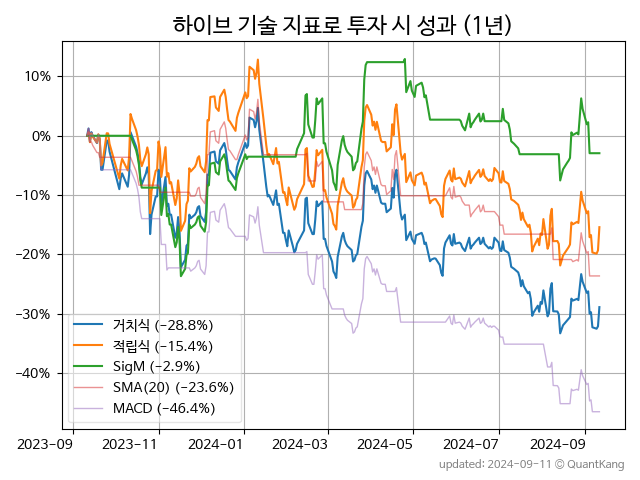 하이브 기술 지표로 투자 시 성과 (1년)
10%
0%
−10%
−20%
−30%
−40%
거치식 (−28.8%)
적립식 (−15.4%)
SigM (−2.9%)
SMA(20) (−23.6%)
MACD (−46.4%)
2023-09
2023-11
2024-01
2024-03
2024-05
2024-07
2024-09
updated: 2024-09-11 © QuantKang